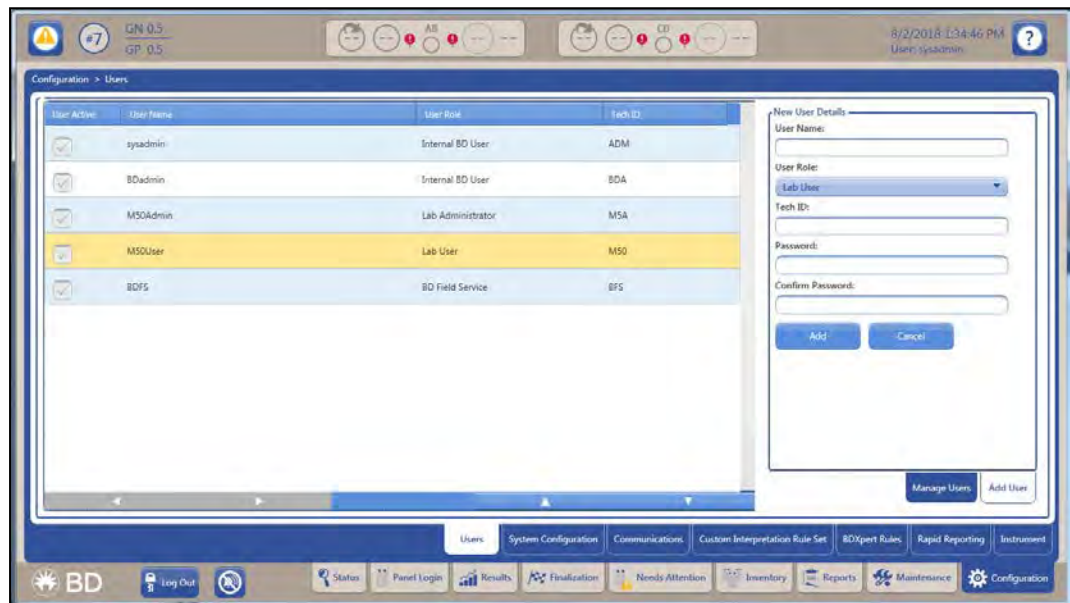 #7
GN 0.5
GP 0.5
AB
-- -- -- --
CD
-- -- -- --
8/2/2018 1:34:46 PM
User: sysadmin
?
Configuration > Users
User Active User Name User Role Tech ID
sysadmin Internal BD User ADM
BDadmin Internal BD User BDA
M50Admin Lab Administrator M5A
M50User Lab User M50
BDFS BD Field Service BFS
New User Details
User Name:
User Role:
Lab User
Tech ID:
Password:
Confirm Password:
Add Cancel
Manage Users Add User
Users System Configuration Communications Custom Interpretation Rule Set BDXpert Rules Rapid Reporting Instrument
BD Log Out Status Panel Login Results Finalization Needs Attention Inventory Reports Maintenance Configuration